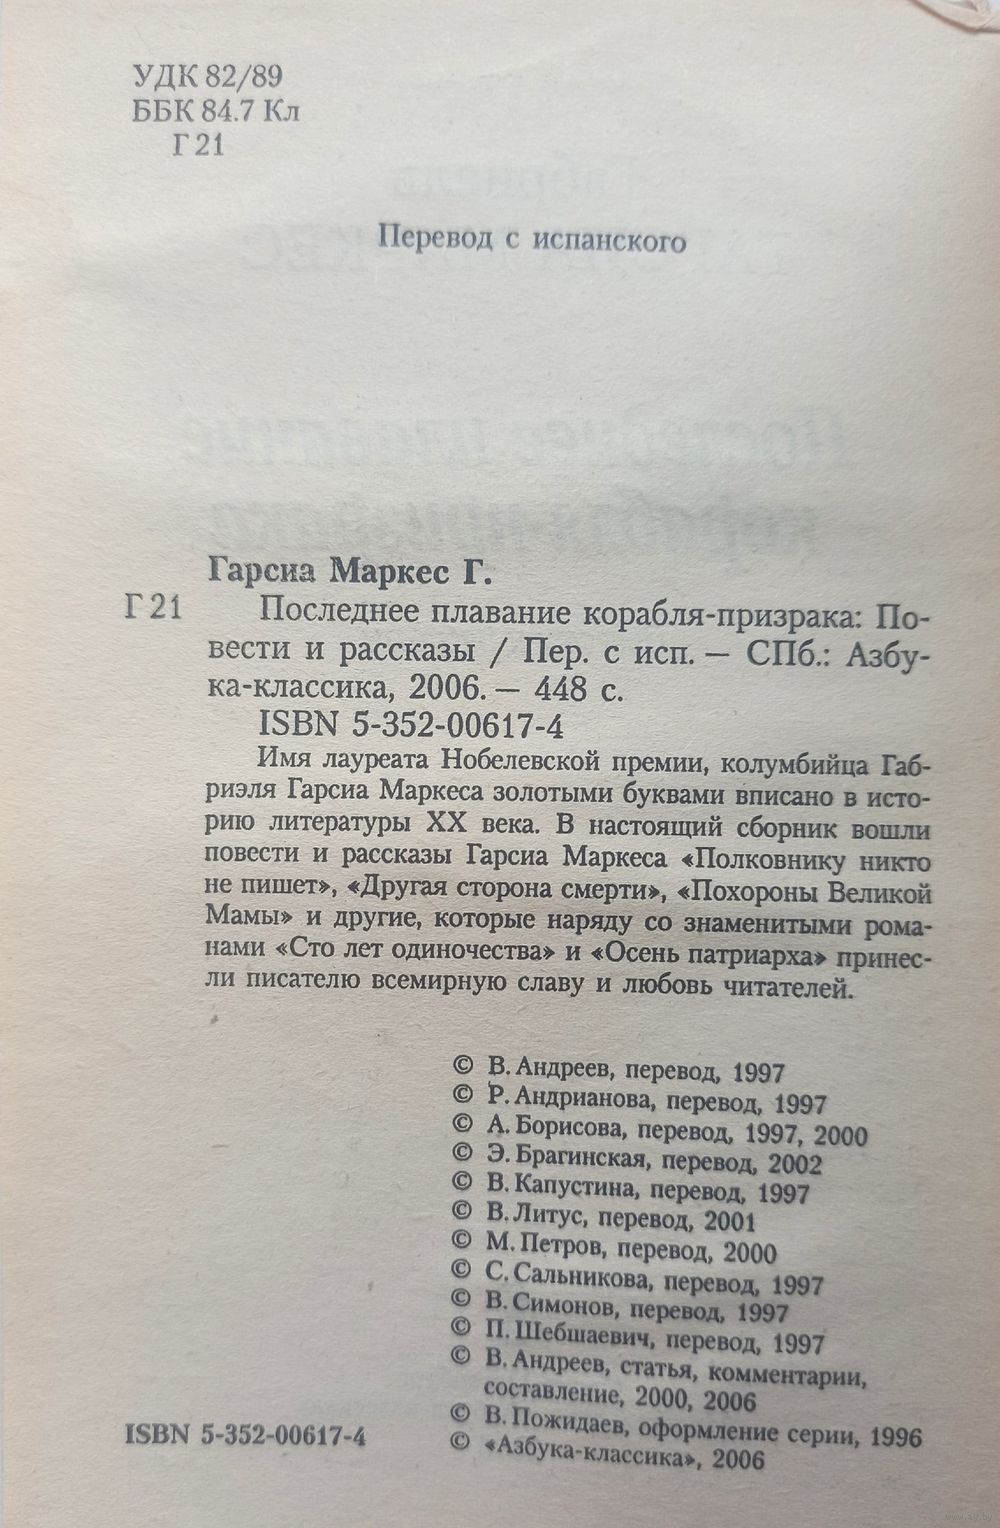 УДК 82/89
ББК 84.7 Кл
Г 21
Перевод с испанского
Гарсиа Маркес Г.
Г 21 Последнее плавание корабля-призрака: По-
вести и рассказы / Пер. с исп. — СПб.: Азбу-
ка-классика, 2006. — 448 с.
ISBN 5-352-00617-4
Имя лауреата Нобелевской премии, колумбийца Габ-
риэля Гарсиа Маркеса золотыми буквами вписано в исто-
рию литературы XX века. В настоящий сборник вошли
повести и рассказы Гарсиа Маркеса «Полковнику никто
не пишет», «Другая сторона смерти», «Похороны Великой
Мамы» и другие, которые наряду со знаменитыми рома-
нами «Сто лет одиночества» и «Осень патриарха» принес-
ли писателю всемирную славу и любовь читателей.
© В. Андреев, перевод, 1997
© Р. Андрианова, перевод, 1997
© А. Борисова, перевод, 1997, 2000
© Э. Брагинская, перевод, 2002
© В. Капустина, перевод, 1997
© В. Литус, перевод, 2001
© М. Петров, перевод, 2000
© С. Сальникова, перевод, 1997
© В. Симонов, перевод, 1997
© П. Шебшаевич, перевод, 1997
© В. Андреев, статья, комментарии,
составление, 2000, 2006
© В. Пожидаев, оформление серии, 1996
ISBN 5-352-00617-4 © «Азбука-классика», 2006